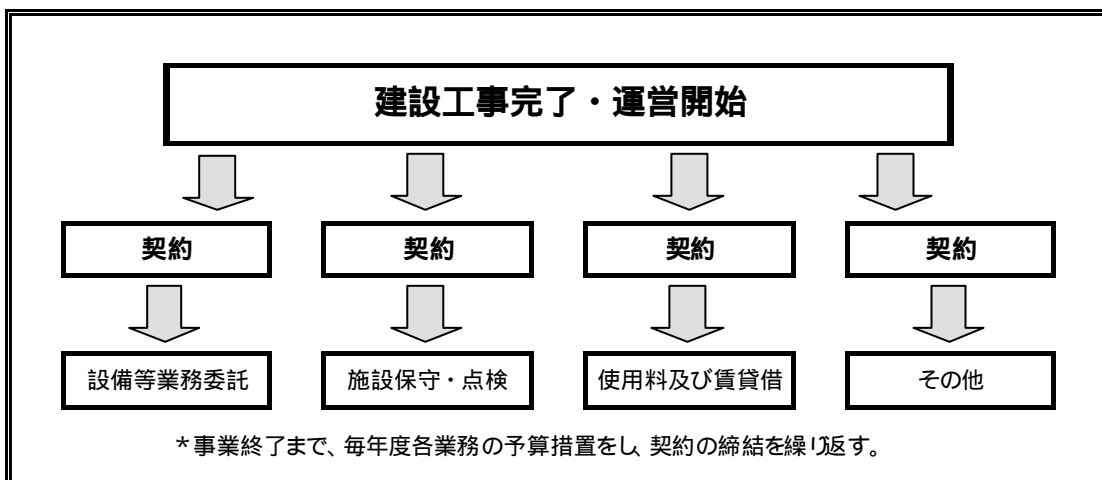 建設工事完了・運営開始
契約 契約 契約 契約
設備等業務委託 施設保守・点検 使用料及び賃貸借 その他
*事業終了まで、毎年度各業務の予算措置をし、契約の締結を繰り返す。